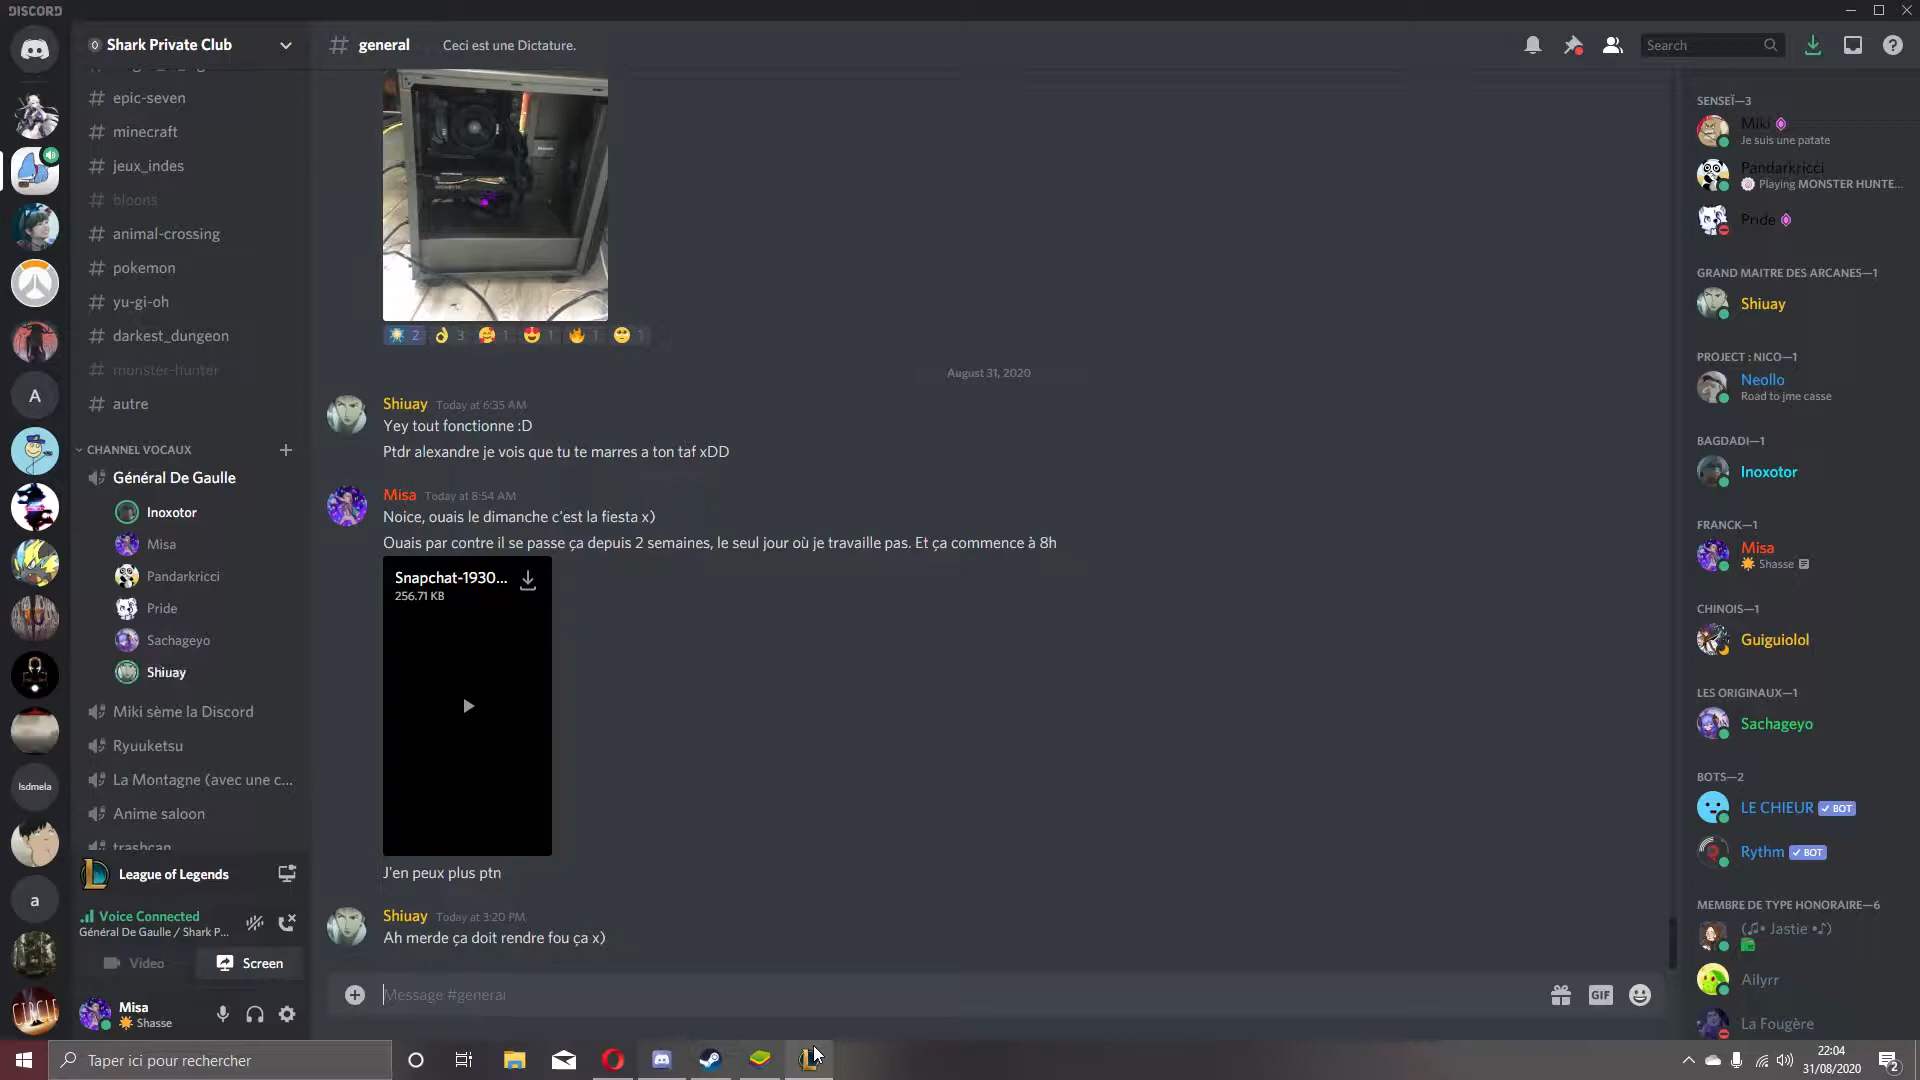 DISCORD
Shark Private Club
general
Ceci est une Dictature.
Search
epic-seven
minecraft
jeux_indes
bloons
animal-crossing
pokemon
yu-gi-oh
darkest_dungeon
monster-hunter
autre
CHANNEL VOCAUX
Général De Gaulle
Inoxotor
Misa
Pandarkricci
Pride
Sachageyo
Shiuay
Miki sème la Discord
Ryuuketsu
La Montagne (avec une c...
Anime saloon
trashcan
A
lsdmela
a
CIRCLE
League of Legends
Voice Connected
Général De Gaulle / Shark P...
Video
Screen
Misa
Shasse
2
3
1
1
1
1
August 31, 2020
Shiuay Today at 6:35 AM
Yey tout fonctionne :D
Ptdr alexandre je vois que tu te marres a ton taf xDD
Misa Today at 8:54 AM
Noice, ouais le dimanche c'est la fiesta x)
Ouais par contre il se passe ça depuis 2 semaines, le seul jour où je travaille pas. Et ça commence à 8h
Snapchat-1930...
256.71 KB
J'en peux plus ptn
Shiuay Today at 3:20 PM
Ah merde ça doit rendre fou ça x)
Message #general
GIF
SENSEÏ—3
Miki
Je suis une patate
Pandarkricci
Playing MONSTER HUNTE...
Pride
GRAND MAITRE DES ARCANES—1
Shiuay
PROJECT : NICO—1
Neollo
Road to jme casse
BAGDADI—1
Inoxotor
FRANCK—1
Misa
Shasse
CHINOIS—1
Guiguiolol
LES ORIGINAUX—1
Sachageyo
BOTS—2
LE CHIEUR BOT
Rythm BOT
MEMBRE DE TYPE HONORAIRE—6
(♫• Jastie •♪)
Ailyrr
La Fougère
Taper ici pour rechercher
22:04
31/08/2020
2